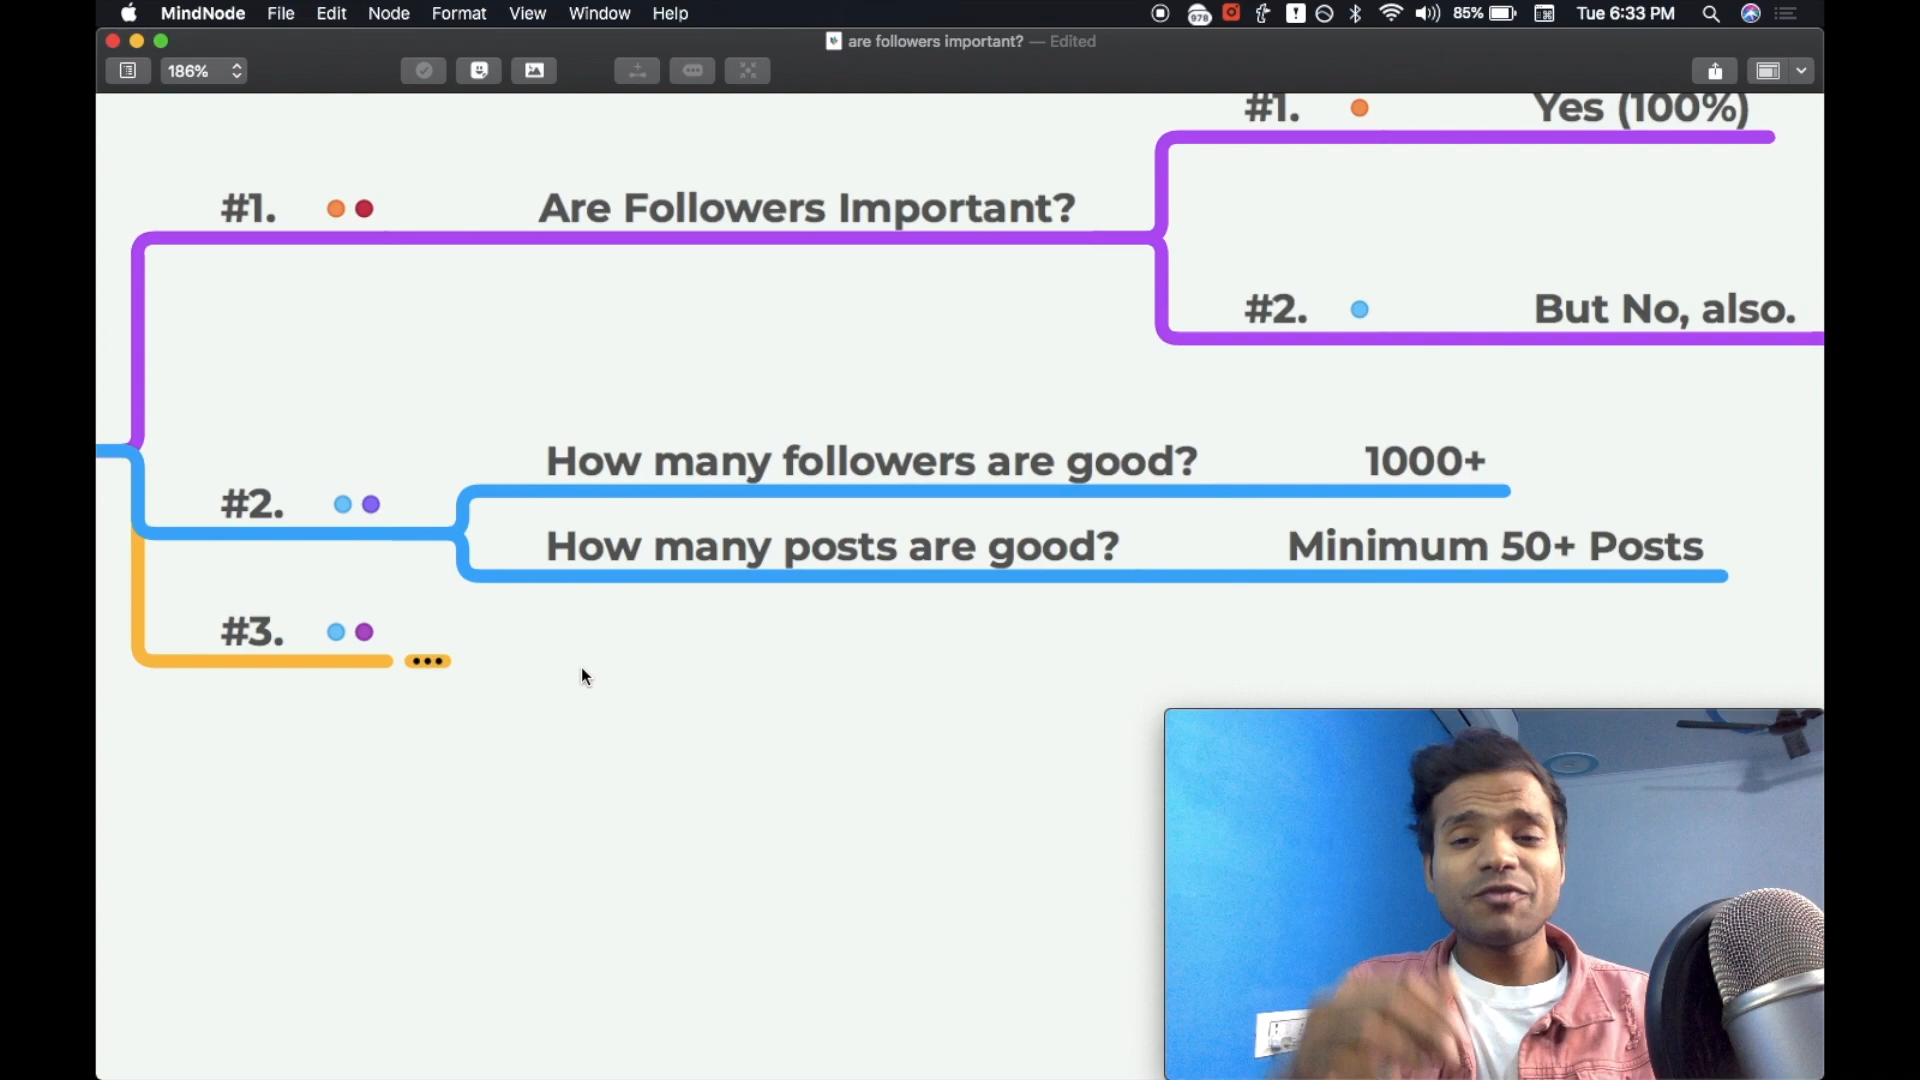 MindNode File Edit Node Format View Window Help 978 85% Tue 6:33 PM
are followers important? — Edited
186%
#1. Yes (100%)
#1. Are Followers Important?
#2. But No, also.
How many followers are good? 1000+
#2.
How many posts are good? Minimum 50+ Posts
#3.